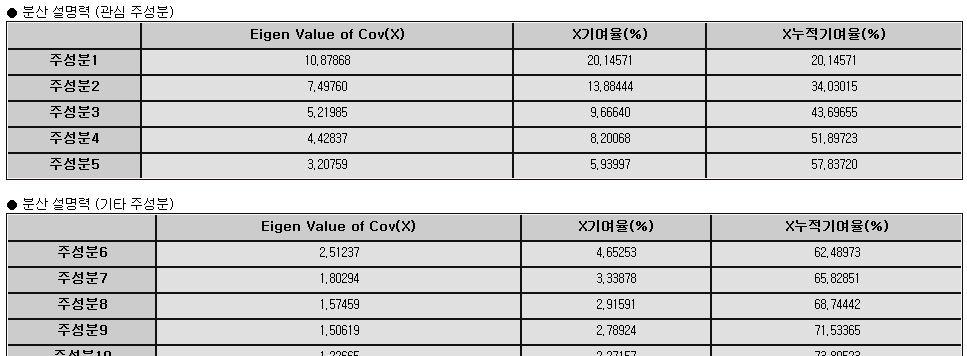 ● 분산 설명력 (관심 주성분)
Eigen Value of Cov(X) X기여율(%) X누적기여율(%)
주성분1 10,87868 20,14571 20,14571
주성분2 7,49760 13,88444 34,03015
주성분3 5,21985 9,66640 43,69655
주성분4 4,42837 8,20068 51,89723
주성분5 3,20759 5,93997 57,83720
● 분산 설명력 (기타 주성분)
Eigen Value of Cov(X) X기여율(%) X누적기여율(%)
주성분6 2,51237 4,65253 62,48973
주성분7 1,80294 3,33878 65,82851
주성분8 1,57459 2,91591 68,74442
주성분9 1,50619 2,78924 71,53365
주성분10 1,22665 2,27157 73,80523